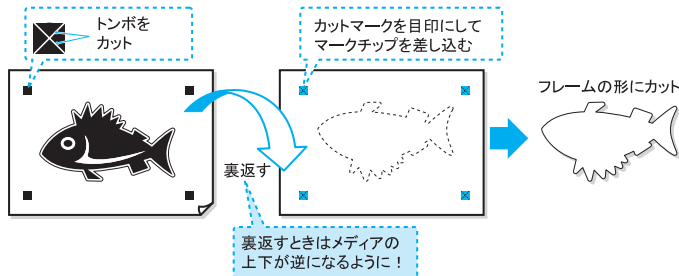 トンボを
カット
カットマークを目印にして
マークチップを差し込む
フレームの形にカット
裏返す
裏返すときはメディアの
上下が逆になるように！